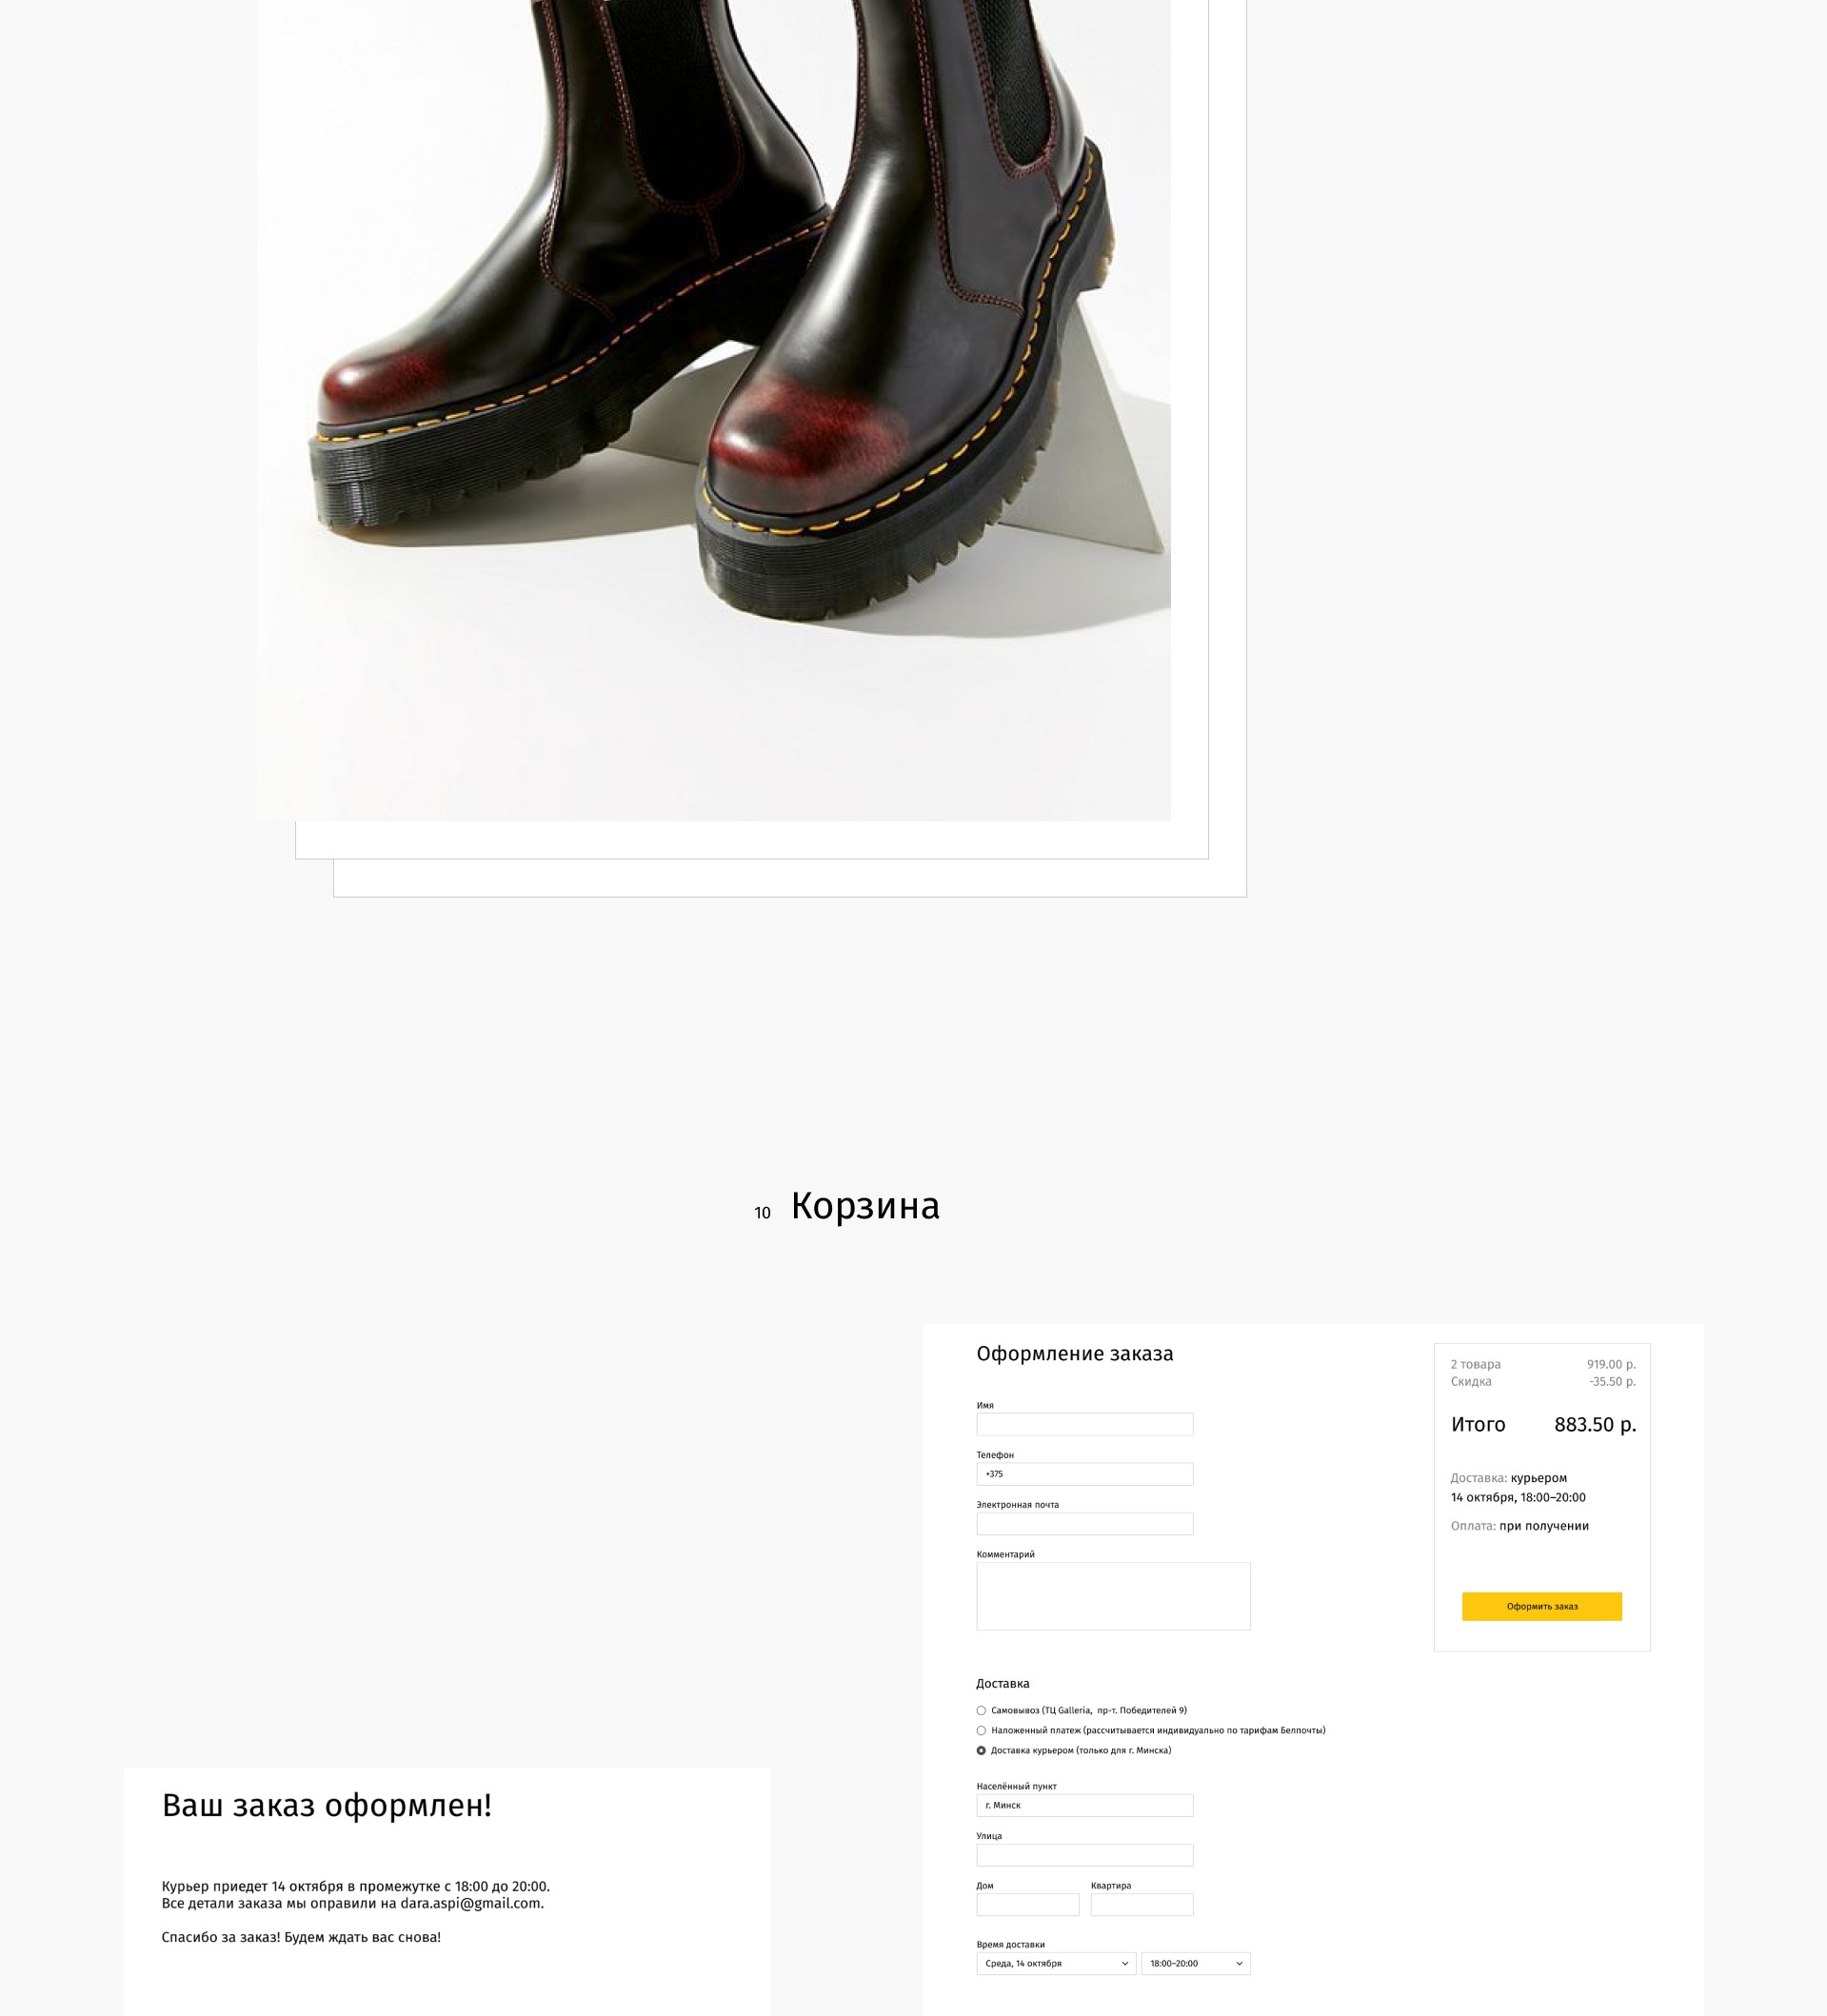 10 Корзина
Оформление заказа
Имя
Телефон
+375
Электронная почта
Комментарий
2 товара 919.00 р.
Скидка -35.50 р.
Итого 883.50 р.
Доставка: курьером
14 октября, 18:00–20:00
Оплата: при получении
Оформить заказ
Доставка
Самовывоз (ТЦ Galleria, пр-т. Победителей 9)
Наложенный платеж (рассчитывается индивидуально по тарифам Белпочты)
Доставка курьером (только для г. Минска)
Населённый пункт
г. Минск
Улица
Дом Квартира
Время доставки
Среда, 14 октября 18:00–20:00
Ваш заказ оформлен!
Курьер приедет 14 октября в промежутке с 18:00 до 20:00.
Все детали заказа мы оправили на dara.aspi@gmail.com.
Спасибо за заказ! Будем ждать вас снова!